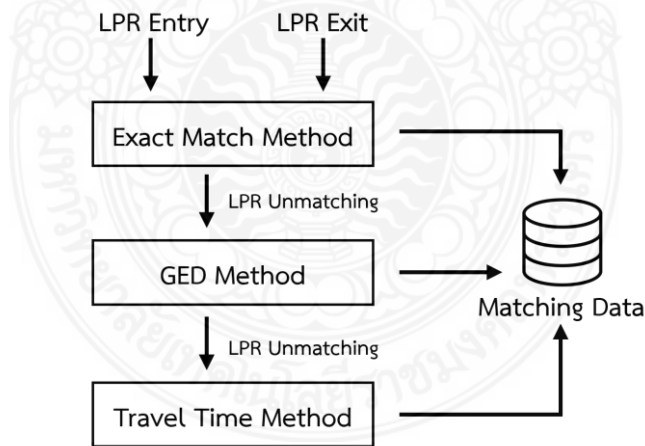 LPR Entry
LPR Exit
Exact Match Method
LPR Unmatching
GED Method
Matching Data
LPR Unmatching
Travel Time Method